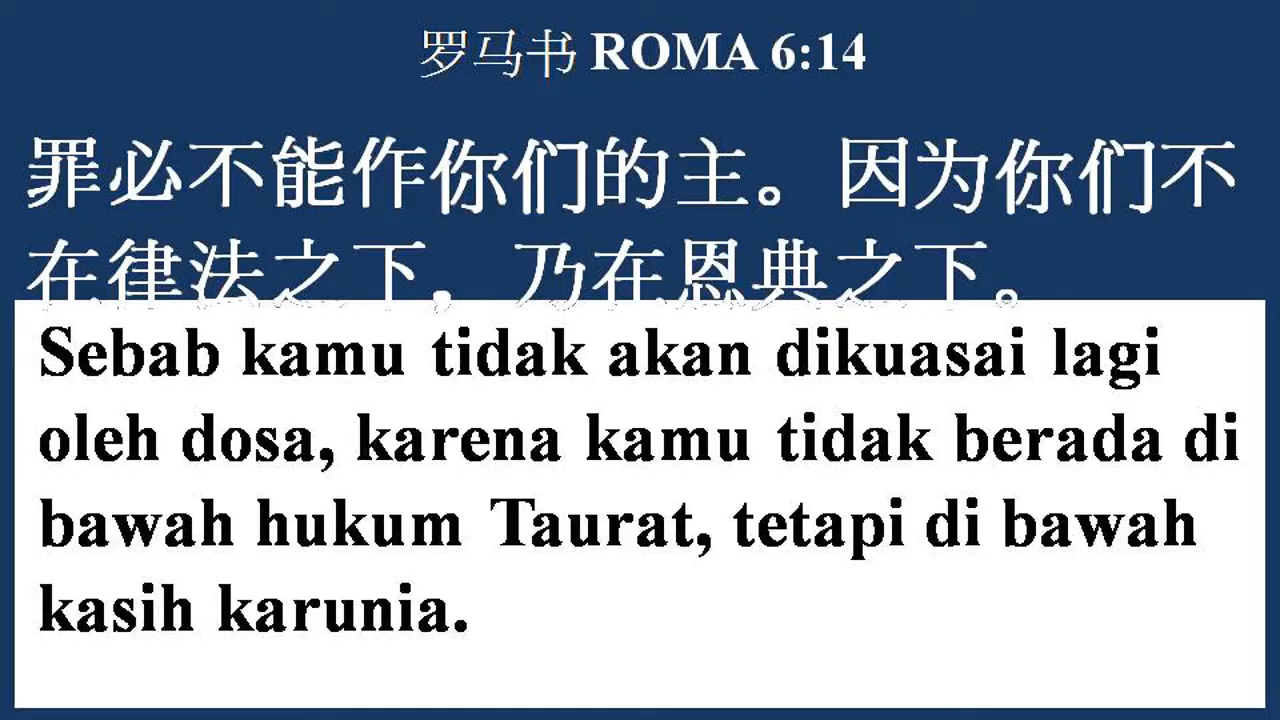 罗马书 ROMA 6:14
罪必不能作你们的主。因为你们不
在律法之下，乃在恩典之下。
Sebab kamu tidak akan dikuasai lagi
oleh dosa, karena kamu tidak berada di
bawah hukum Taurat, tetapi di bawah
kasih karunia.